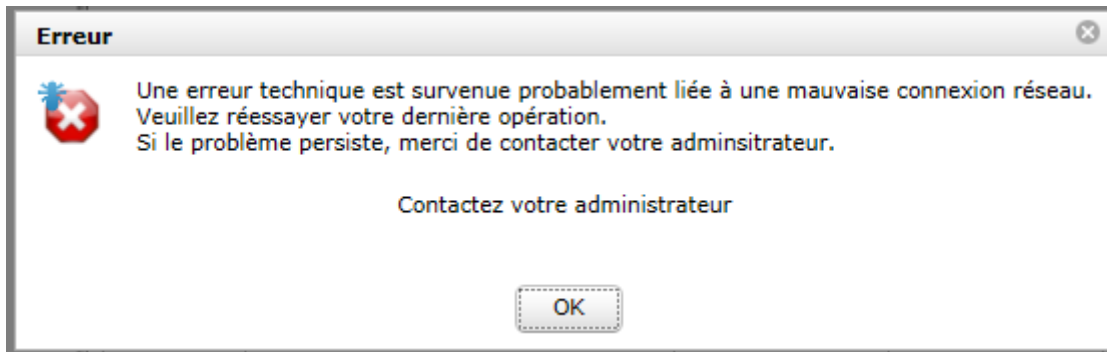 Erreur
Une erreur technique est survenue probablement liée à une mauvaise connexion réseau.
Veuillez réessayer votre dernière opération.
Si le problème persiste, merci de contacter votre adminsitrateur.
Contactez votre administrateur
OK